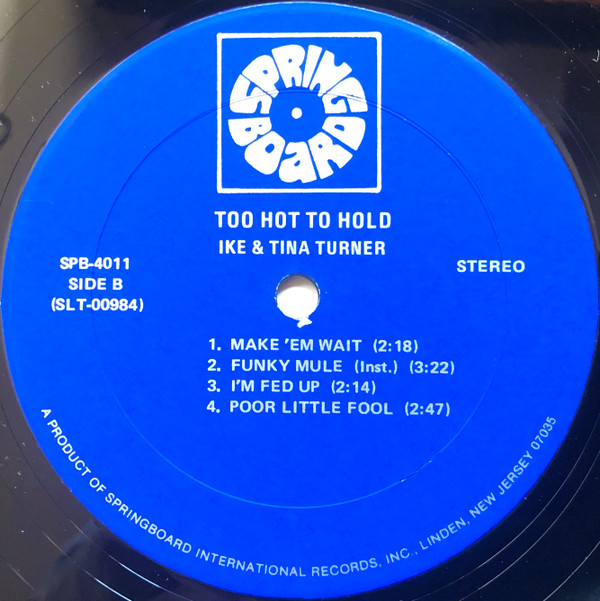 SPRING
BOARD
TOO HOT TO HOLD
IKE & TINA TURNER
SPB-4011
SIDE B
(SLT-00984)
STEREO
1. MAKE 'EM WAIT (2:18)
2. FUNKY MULE (Inst.) (3:22)
3. I'M FED UP (2:14)
4. POOR LITTLE FOOL (2:47)
A PRODUCT OF SPRINGBOARD INTERNATIONAL RECORDS, INC., LINDEN, NEW JERSEY 07035